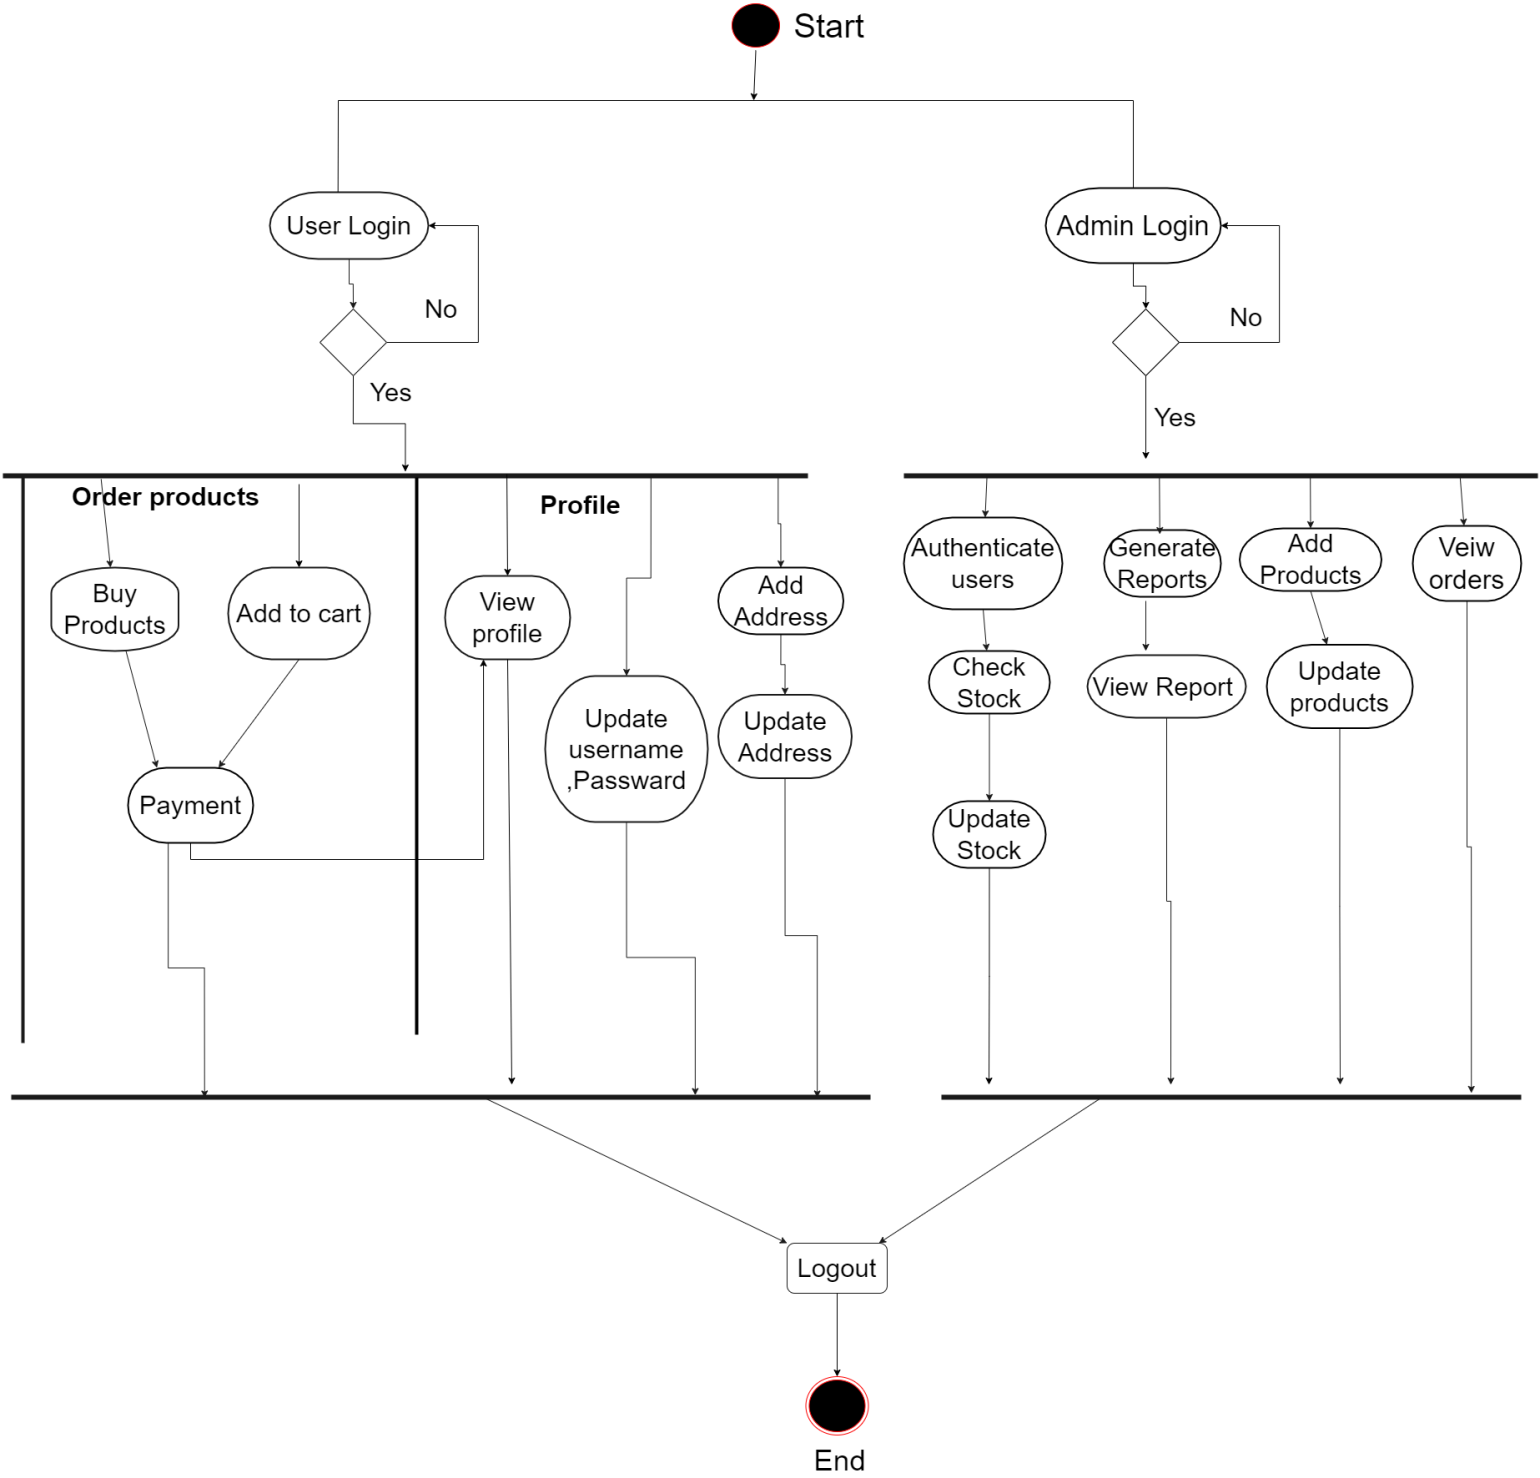 Start
User Login
Admin Login
No
No
Yes
Yes
Order products
Profile
Buy
Products
Add to cart
View
profile
Add
Address
Authenticate
users
Generate
Reports
Add
Products
Veiw
orders
Update
username
,Passward
Update
Address
Check
Stock
View Report
Update
products
Payment
Update
Stock
Logout
End